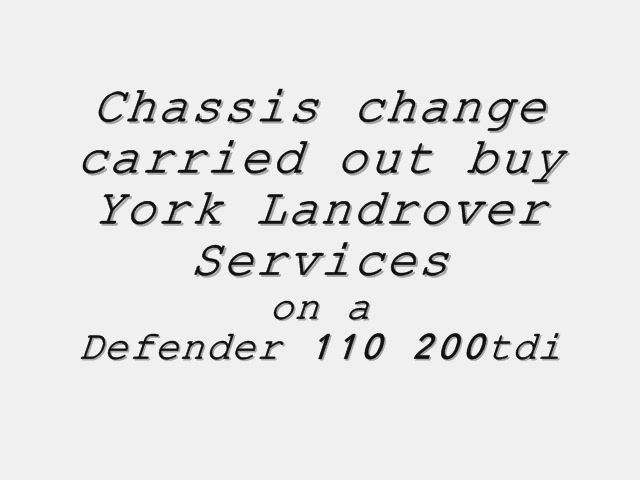 Chassis change
carried out buy
York Landrover
Services
on a
Defender 110 200tdi